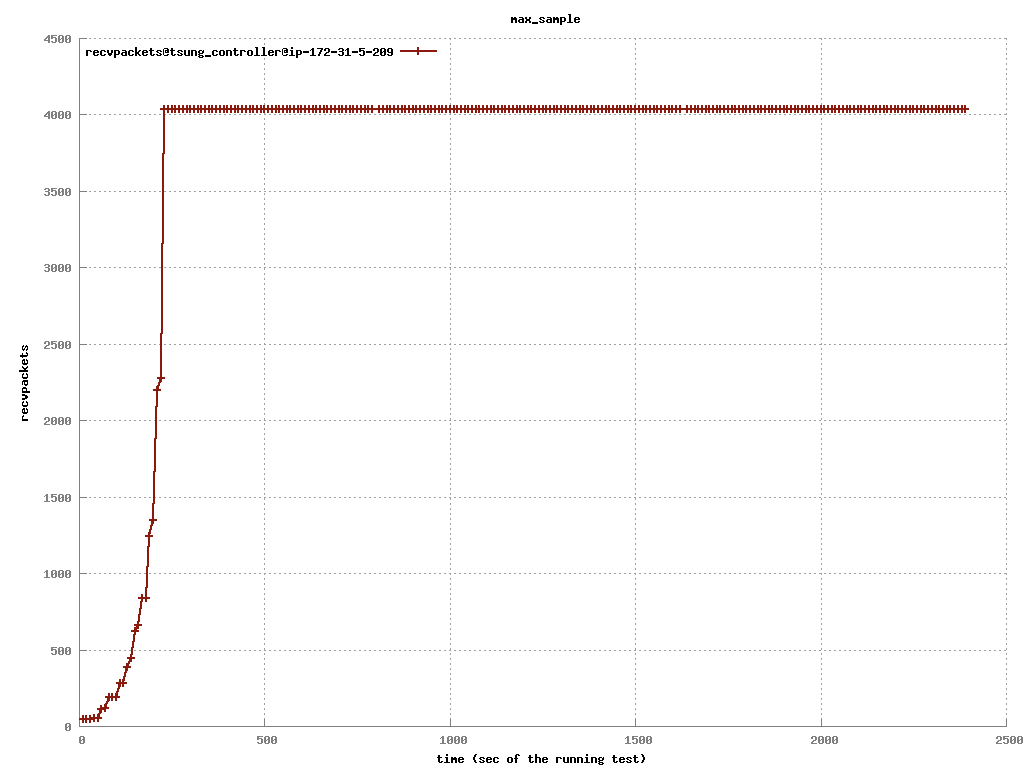 max_sample
recvpackets@tsung_controller@ip-172-31-5-209
4500
4000
3500
3000
2500
2000
1500
1000
500
0
recvpackets
0 500 1000 1500 2000 2500
time (sec of the running test)